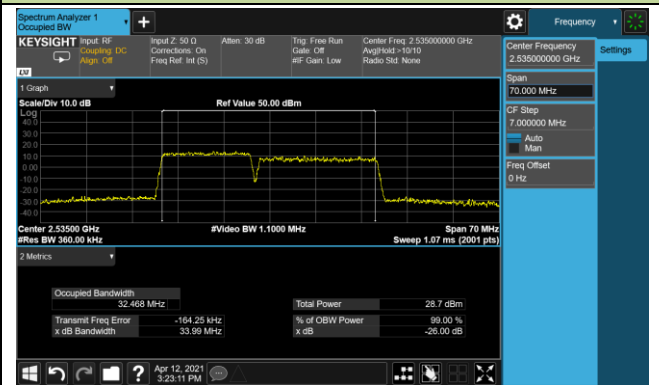 Spectrum Analyzer 1
Occupied BW
Frequency
KEYSIGHT
Input: RF
Coupling: DC
Align: Off
Input Z: 50 Ω
Corrections: On
Freq Ref: Int (S)
Atten: 30 dB
Trig: Free Run
Gate: Off
#IF Gain: Low
Center Freq: 2.535000000 GHz
Avg|Hold:>10/10
Radio Std: None
LXI
1 Graph
Scale/Div 10.0 dB
Ref Value 50.00 dBm
Log
40.0
30.0
20.0
10.0
0.00
-10.0
-20.0
-30.0
-40.0
Center 2.53500 GHz
#Video BW 1.1000 MHz
Span 70 MHz
#Res BW 360.00 kHz
Sweep 1.07 ms (2001 pts)
2 Metrics
Occupied Bandwidth
32.468 MHz
Total Power 28.7 dBm
Transmit Freq Error -164.25 kHz
% of OBW Power 99.00 %
x dB Bandwidth 33.99 MHz
x dB -26.00 dB
Center Frequency
2.535000000 GHz
Settings
Span
70.000 MHz
CF Step
7.000000 MHz
Auto
Man
Freq Offset
0 Hz
?
Apr 12, 2021
3:23:11 PM